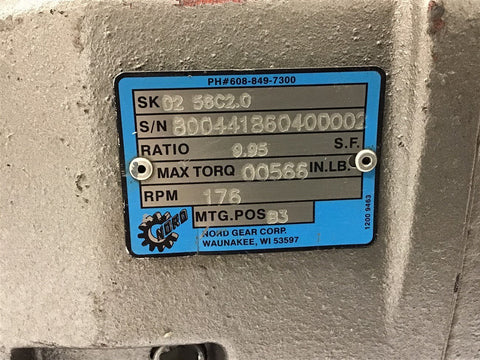 PH#608-849-7300
SK 02 56C2.0
S/N 800441860400002
RATIO 9.95 S.F.
MAX TORQ 00566 IN.LB.
RPM 176
MTG.POS B3
NORD
NORD GEAR CORP.
WAUNAKEE, WI 53597
1200 9463